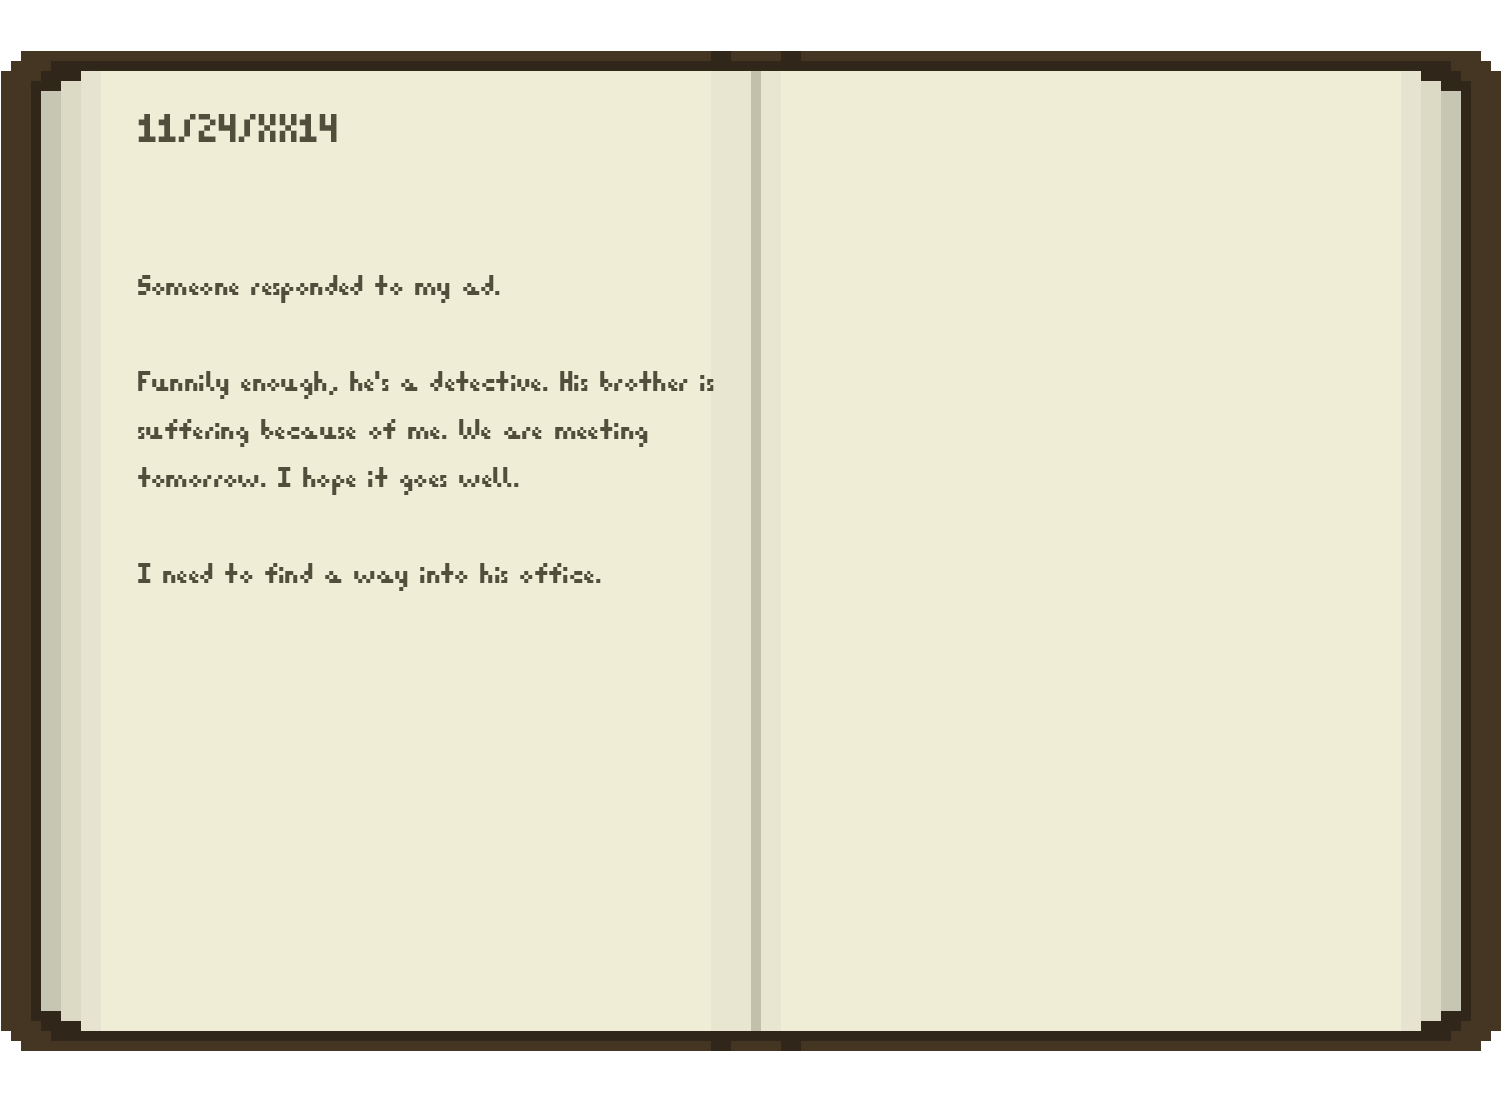 11/24/XX14
Someone responded to my ad.
Funnily enough, he's a detective. His brother is
suffering because of me. We are meeting
tomorrow. I hope it goes well.
I need to find a way into his office.